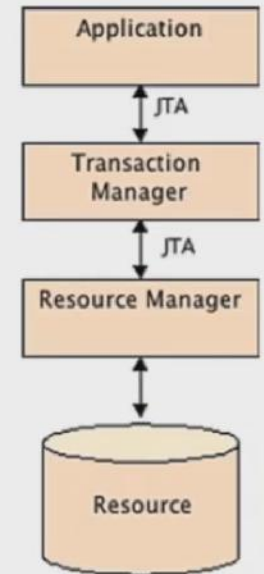 Application
JTA
Transaction
Manager
JTA
Resource Manager
Resource